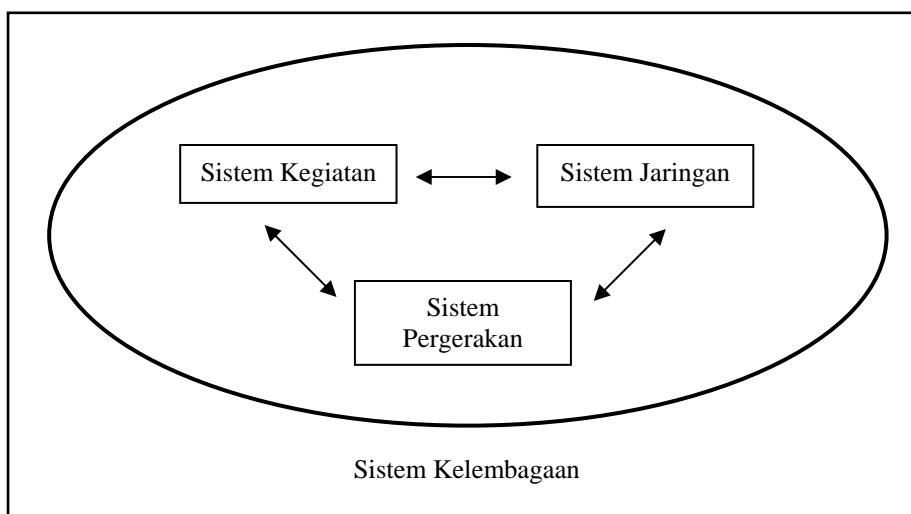 Sistem Kegiatan
Sistem Jaringan
Sistem
Pergerakan
Sistem Kelembagaan